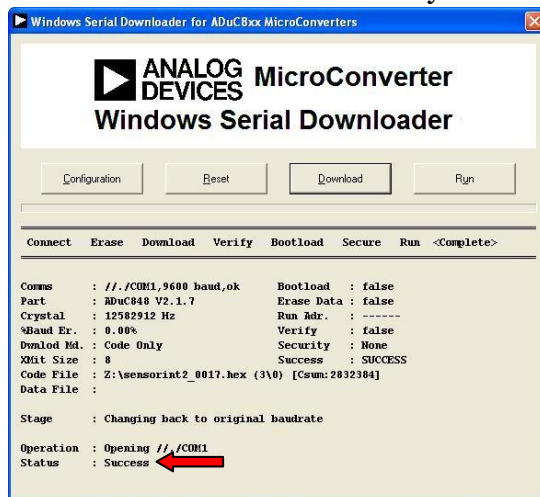 Windows Serial Downloader for ADuC8xx MicroConverters
ANALOG DEVICES MicroConverter
Windows Serial Downloader
Configuration Reset Download Run
Connect Erase Download Verify Bootload Secure Run <Complete>
Comms : //./COM1,9600 baud,ok Bootload : false
Part : ADuC848 V2.1.7 Erase Data : false
Crystal : 12582912 Hz Run Adr. : ------
%Baud Er. : 0.00% Verify : false
Dwnlod Md. : Code Only Security : None
XMit Size : 8 Success : SUCCESS
Code File : Z:\sensorint2_0017.hex (3\0) [Csum:2832384]
Data File :
Stage : Changing back to original baudrate
Operation : Opening //./COM1
Status : Success